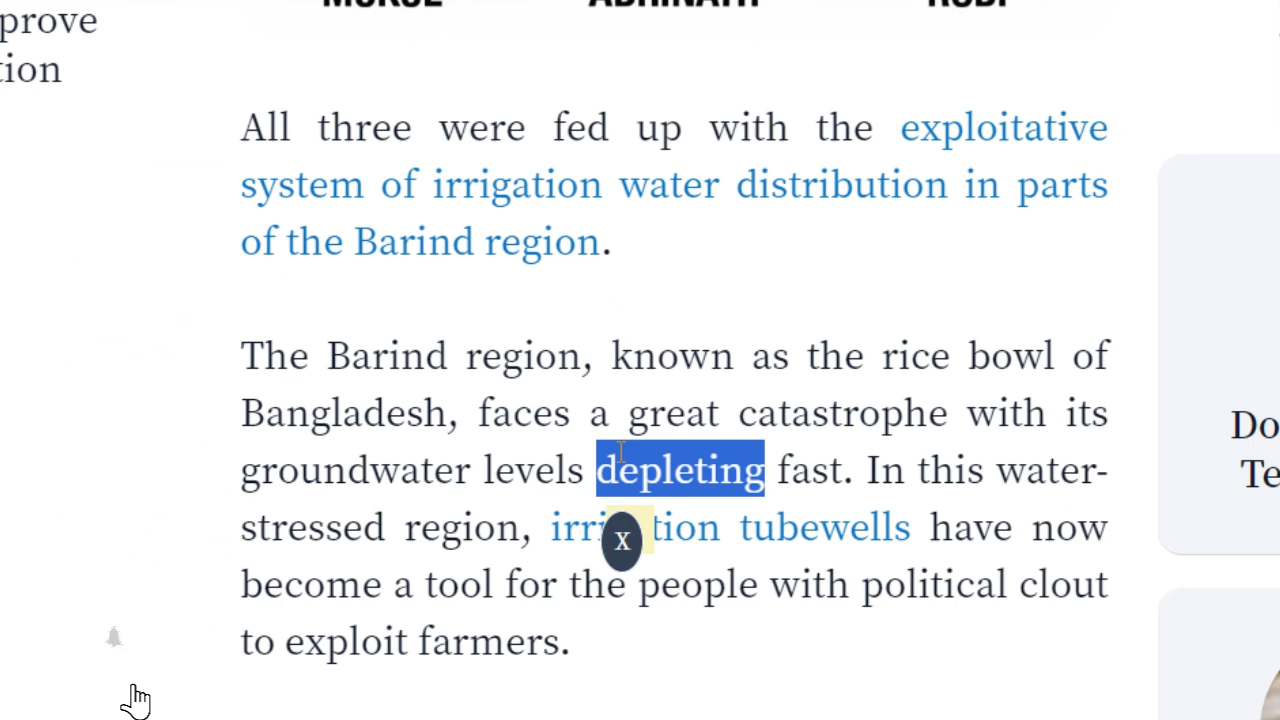 prove
tion
All three were fed up with the exploitative
system of irrigation water distribution in parts
of the Barind region.
The Barind region, known as the rice bowl of
Bangladesh, faces a great catastrophe with its
groundwater levels depleting fast. In this water-
stressed region, tubewells have now
X
become a tool for the people with political clout
to exploit farmers.
Do
Te